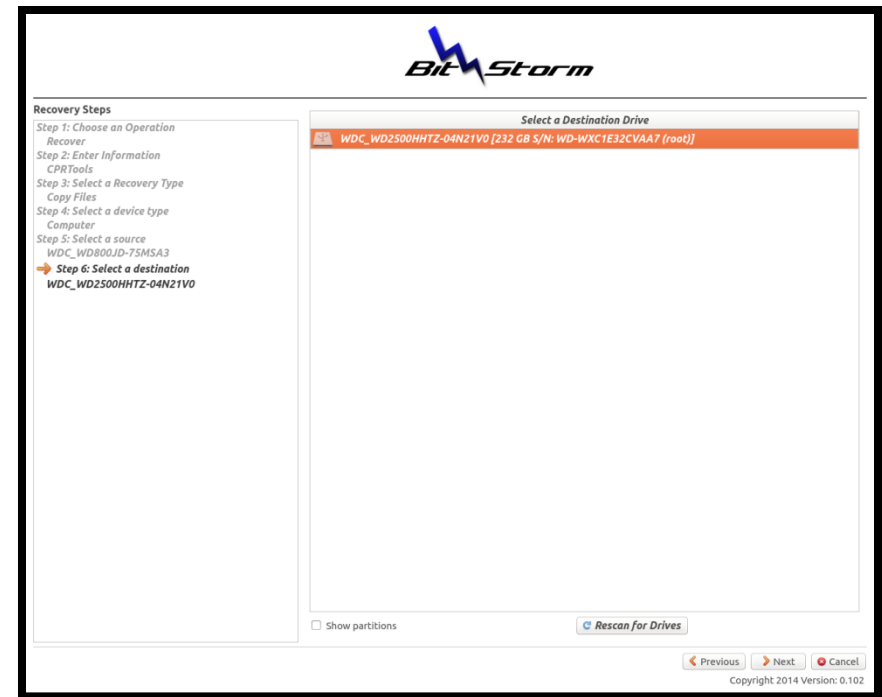 Bit Storm
Recovery Steps
Step 1: Choose an Operation
Recover
Step 2: Enter Information
CPRTools
Step 3: Select a Recovery Type
Copy Files
Step 4: Select a device type
Computer
Step 5: Select a source
WDC_WD800JD-75MSA3
Step 6: Select a destination
WDC_WD2500HHTZ-04N21V0
Select a Destination Drive
WDC_WD2500HHTZ-04N21V0 [232 GB S/N: WD-WXC1E32CVAA7 (root)]
Show partitions
Rescan for Drives
Previous
Next
Cancel
Copyright 2014 Version: 0.102